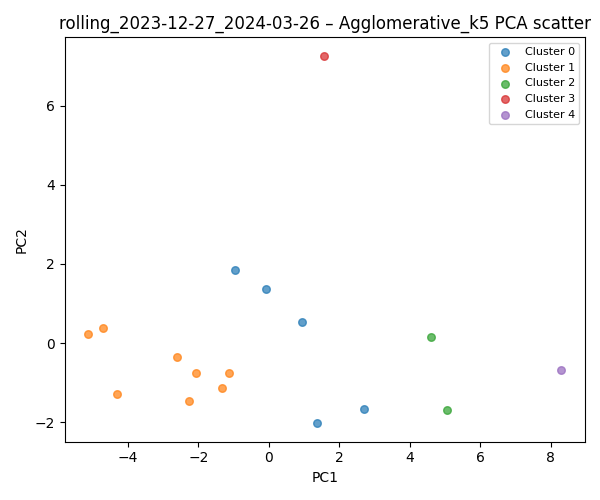 rolling_2023-12-27_2024-03-26 – Agglomerative_k5 PCA scatter
Cluster 0
Cluster 1
Cluster 2
Cluster 3
Cluster 4
PC2
6
4
2
0
−2
−4
−2
0
2
4
6
8
PC1